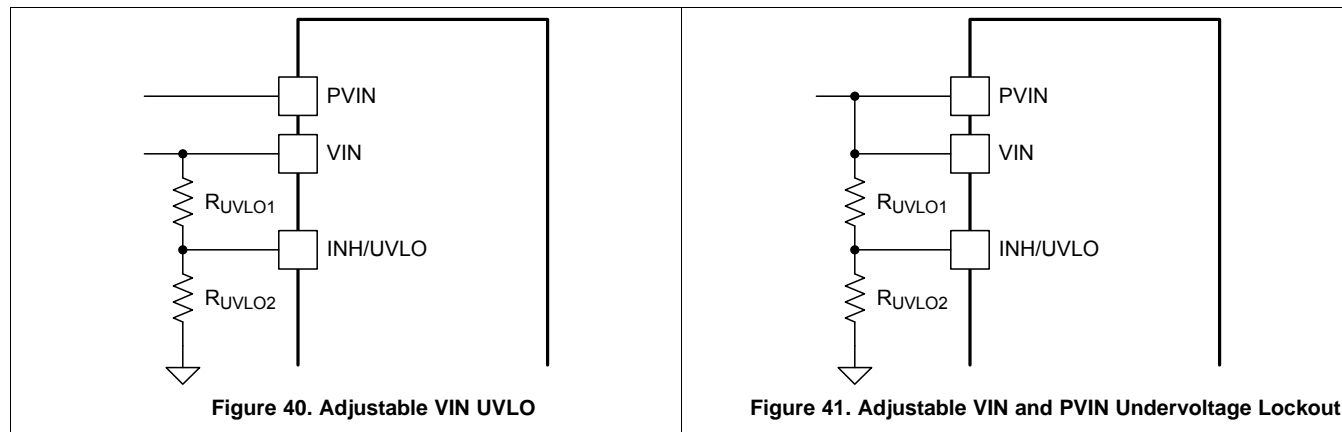 PVIN
VIN
RUVLO1
INH/UVLO
RUVLO2
Figure 40. Adjustable VIN UVLO
PVIN
VIN
RUVLO1
INH/UVLO
RUVLO2
Figure 41. Adjustable VIN and PVIN Undervoltage Lockout